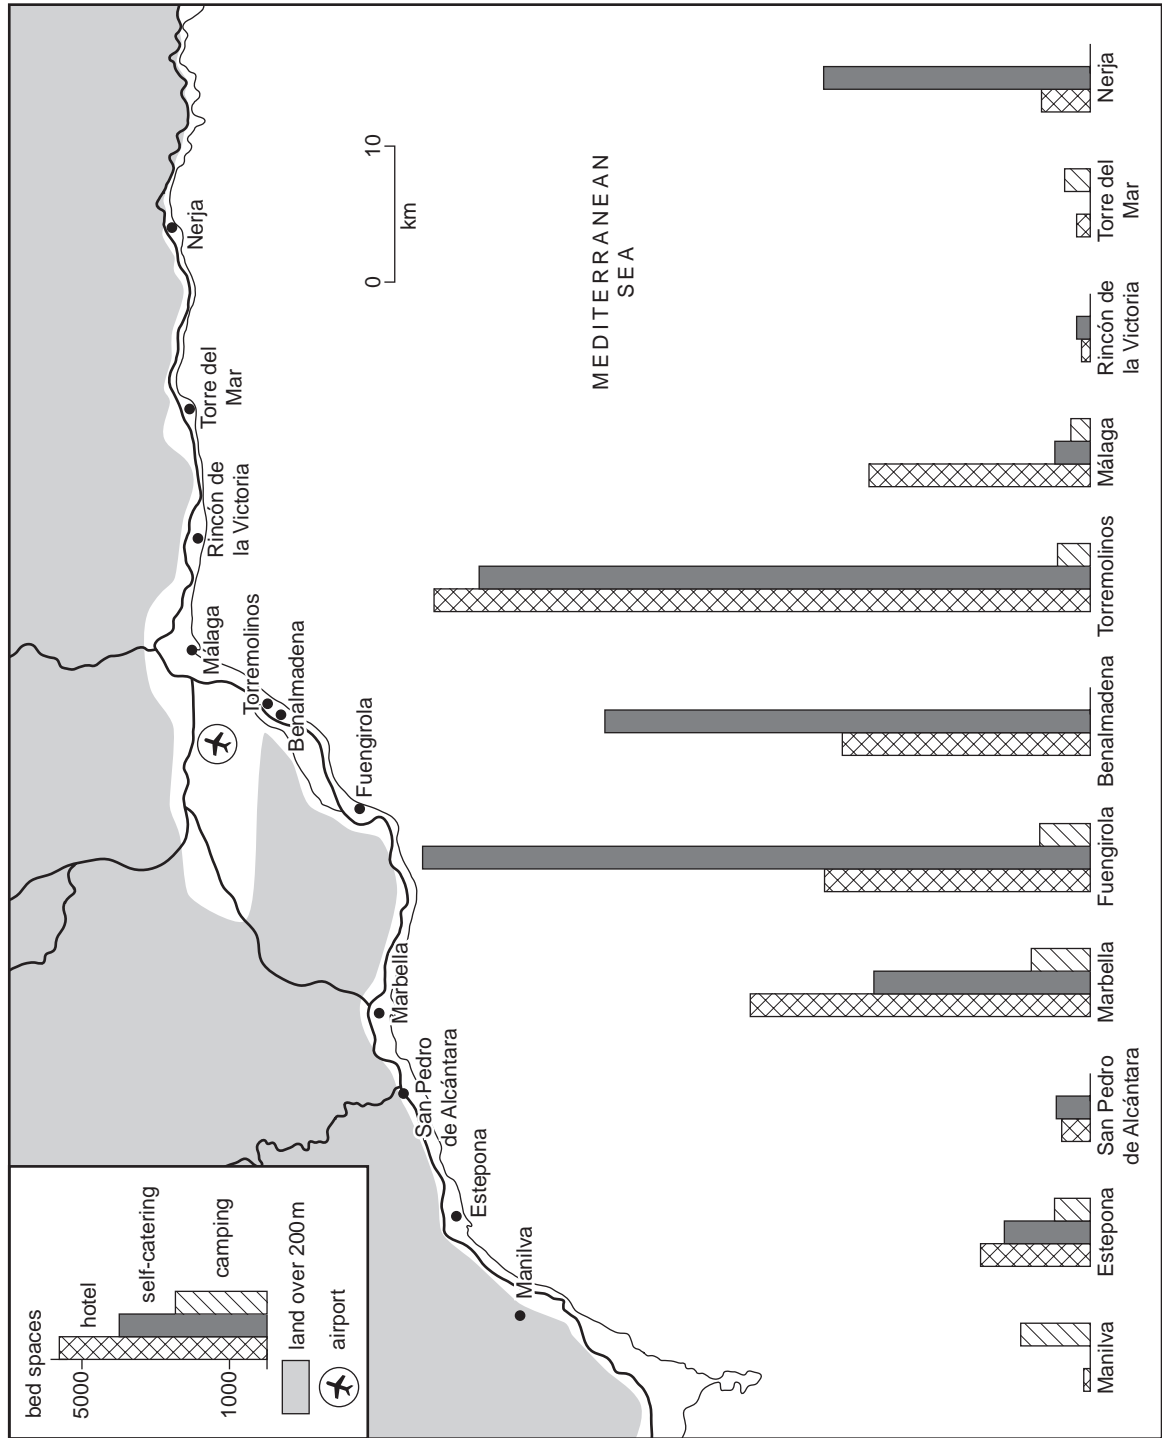 bed spaces
5000
1000
hotel
self-catering
camping
land over 200 m
airport
Manilva
Estepona
San Pedro
de Alcántara
Marbella
Fuengirola
Benalmadena
Torremolinos
Málaga
Rincón de
la Victoria
Torre del
Mar
Nerja
0
10
km
MEDITERRANEAN
SEA
Manilva
Estepona
San Pedro
de Alcántara
Marbella
Fuengirola
Benalmadena
Torremolinos
Málaga
Rincón de
la Victoria
Torre del
Mar
Nerja